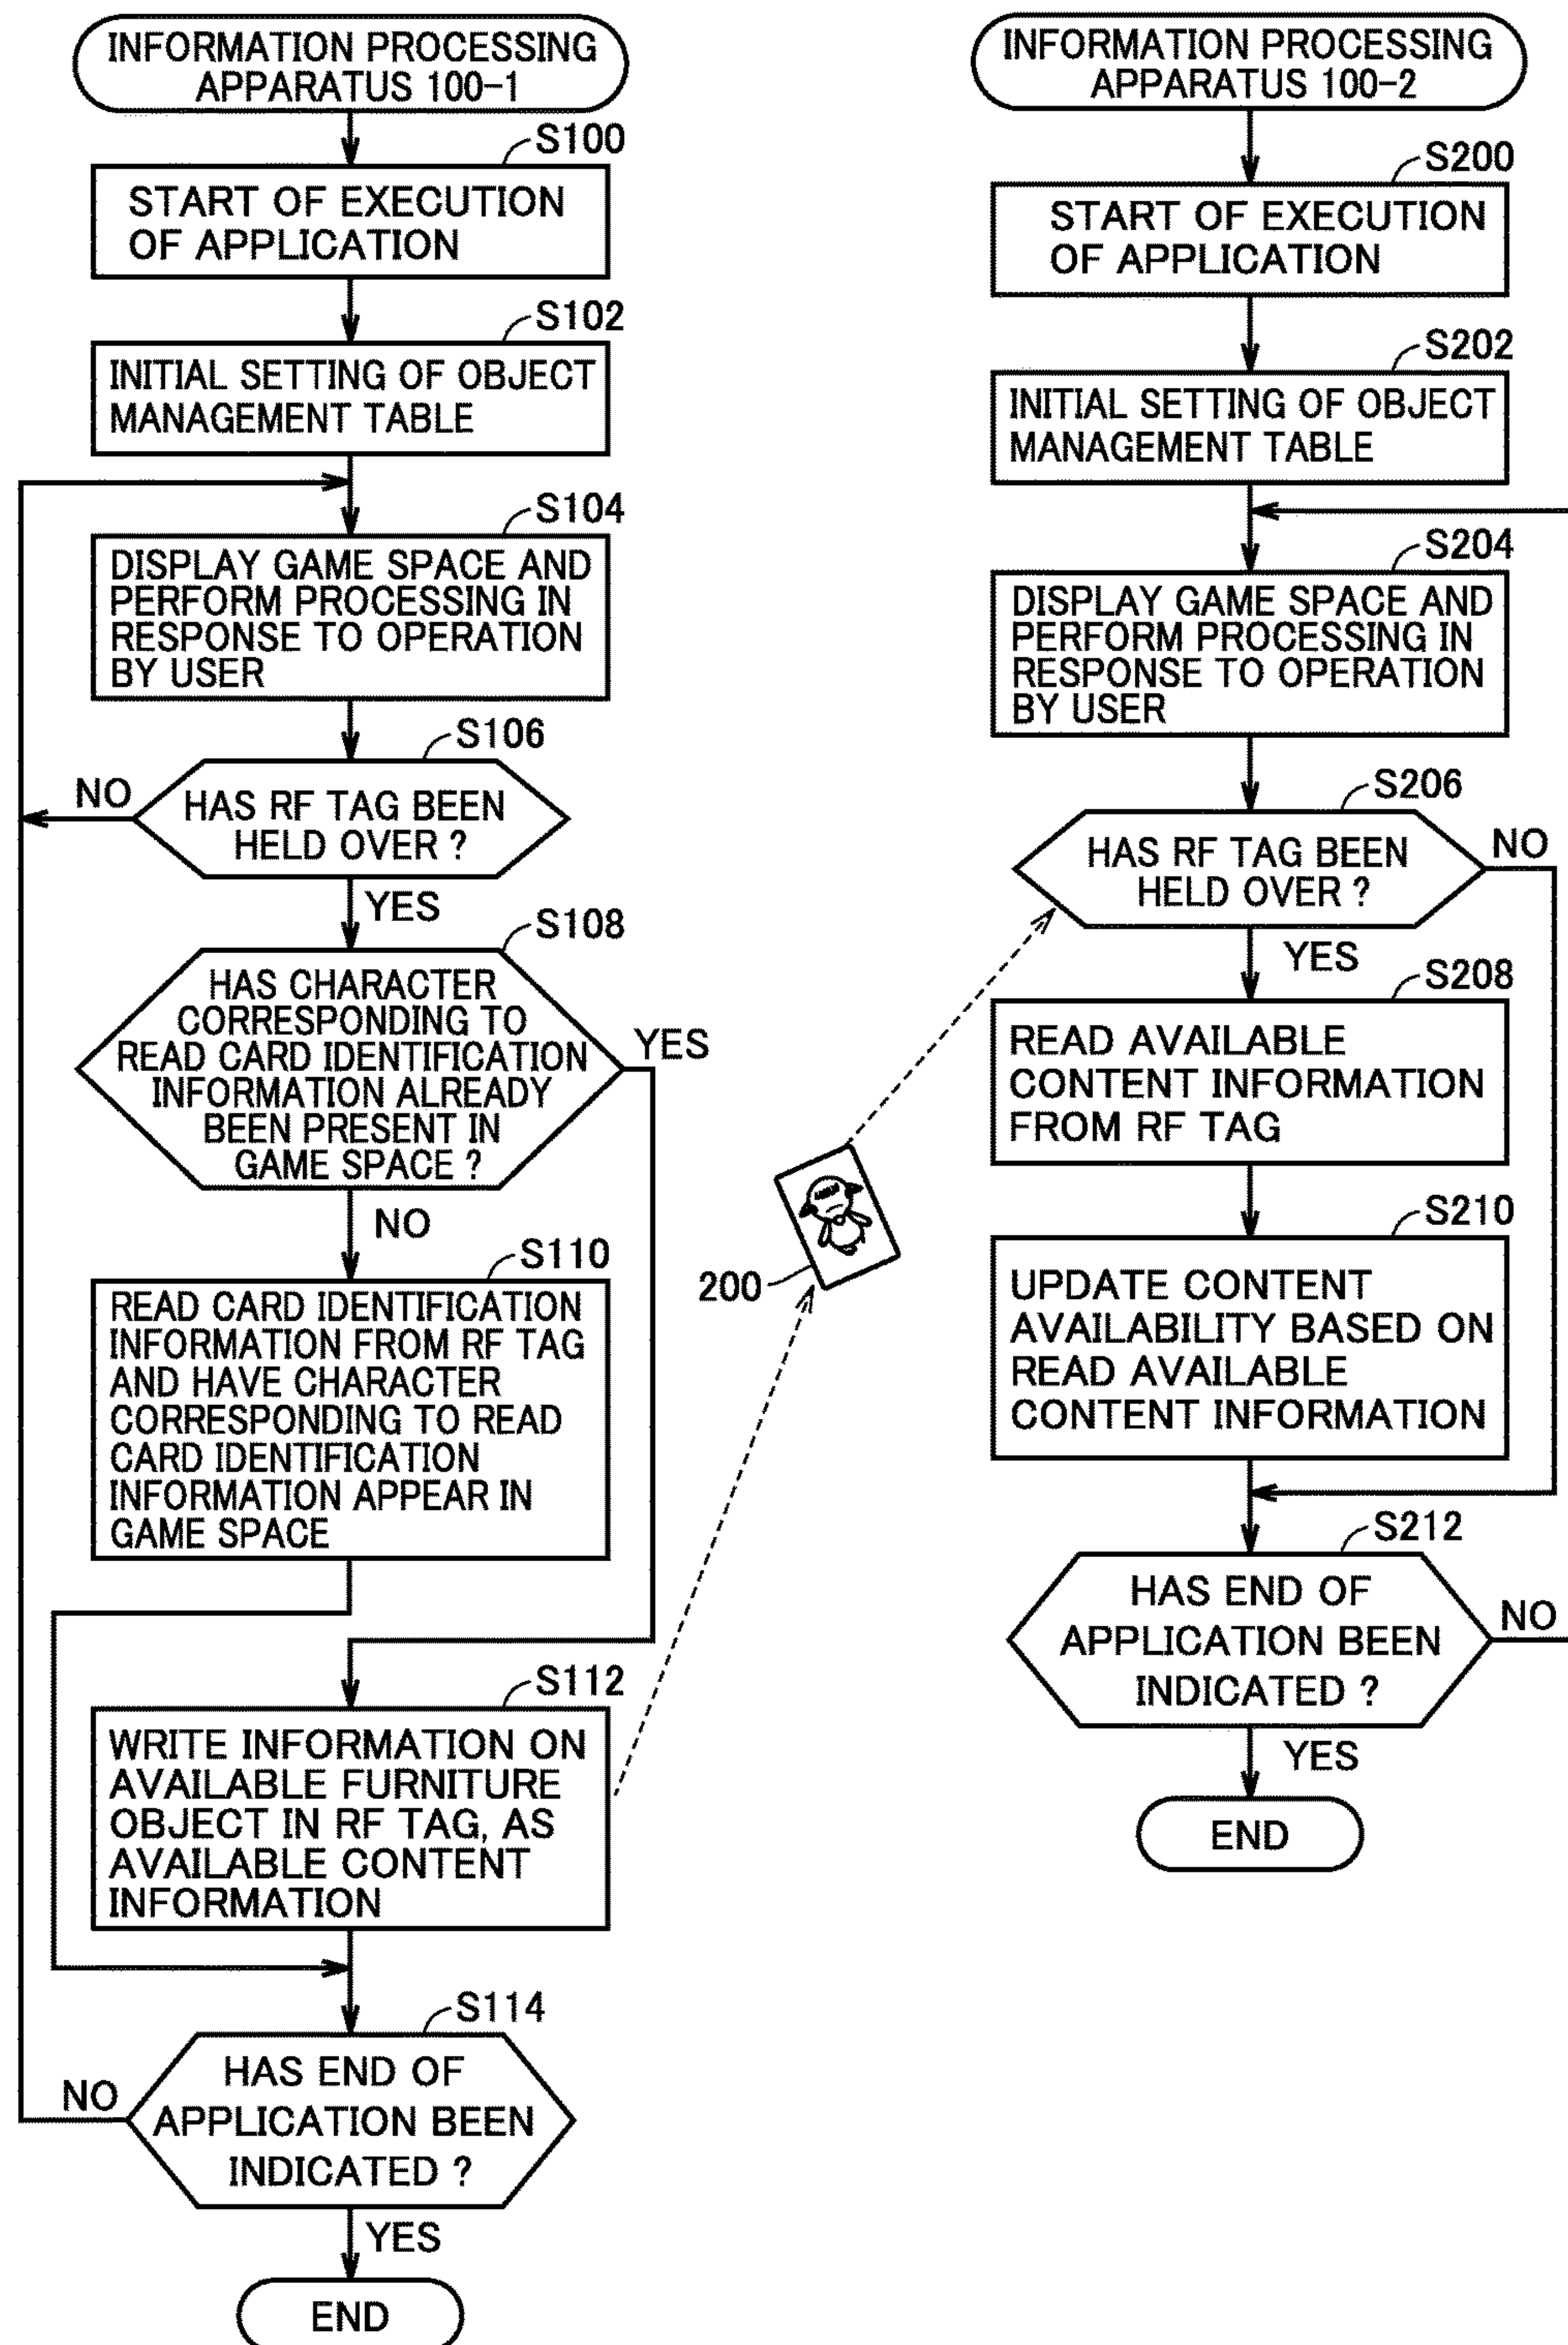 INFORMATION PROCESSING
APPARATUS 100-1
S100
START OF EXECUTION
OF APPLICATION
S102
INITIAL SETTING OF OBJECT
MANAGEMENT TABLE
S104
DISPLAY GAME SPACE AND
PERFORM PROCESSING IN
RESPONSE TO OPERATION
BY USER
S106
NO
HAS RF TAG BEEN
HELD OVER ?
YES
S108
HAS CHARACTER
CORRESPONDING TO
READ CARD IDENTIFICATION
INFORMATION ALREADY
BEEN PRESENT IN
GAME SPACE ?
YES
NO
S110
READ CARD IDENTIFICATION
INFORMATION FROM RF TAG
AND HAVE CHARACTER
CORRESPONDING TO READ
CARD IDENTIFICATION
INFORMATION APPEAR IN
GAME SPACE
S112
WRITE INFORMATION ON
AVAILABLE FURNITURE
OBJECT IN RF TAG, AS
AVAILABLE CONTENT
INFORMATION
S114
NO
HAS END OF
APPLICATION BEEN
INDICATED ?
YES
END
200
INFORMATION PROCESSING
APPARATUS 100-2
S200
START OF EXECUTION
OF APPLICATION
S202
INITIAL SETTING OF OBJECT
MANAGEMENT TABLE
S204
DISPLAY GAME SPACE AND
PERFORM PROCESSING IN
RESPONSE TO OPERATION
BY USER
S206
HAS RF TAG BEEN
HELD OVER ?
NO
YES
S208
READ AVAILABLE
CONTENT INFORMATION
FROM RF TAG
S210
UPDATE CONTENT
AVAILABILITY BASED ON
READ AVAILABLE
CONTENT INFORMATION
S212
HAS END OF
APPLICATION BEEN
INDICATED ?
NO
YES
END